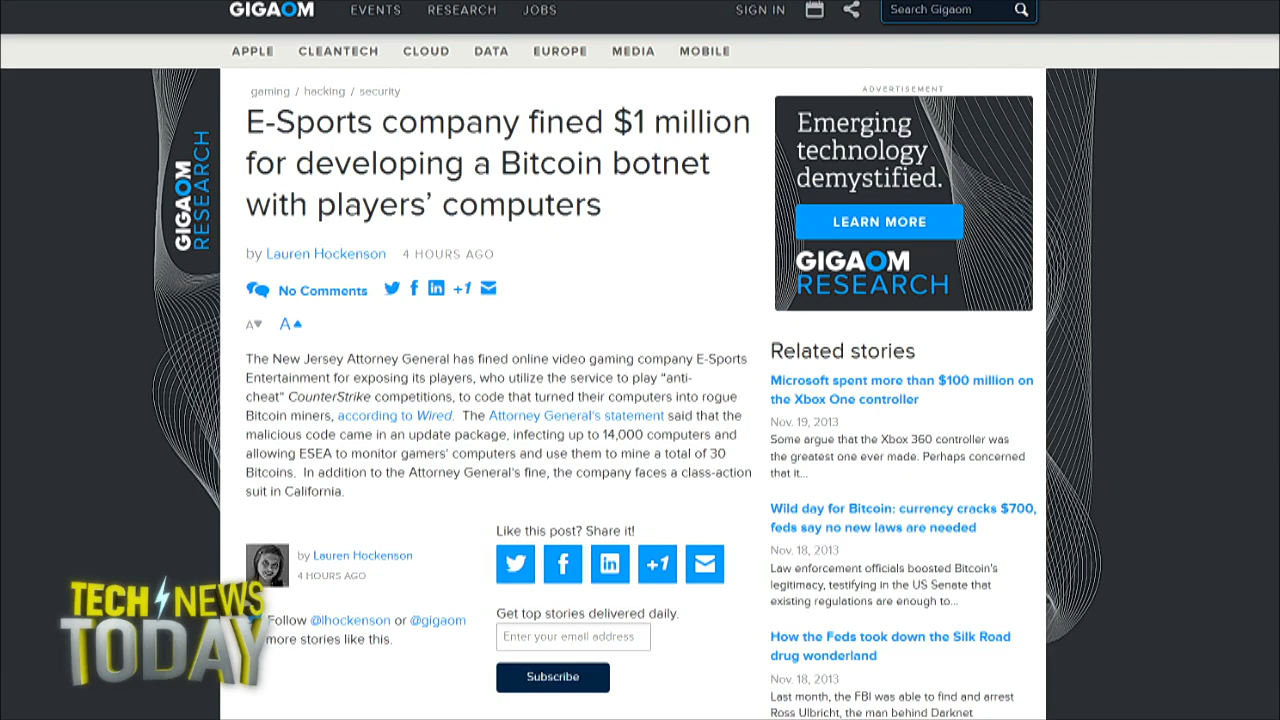 GIGAOM EVENTS RESEARCH JOBS SIGN IN Search Gigaom
APPLE CLEANTECH CLOUD DATA EUROPE MEDIA MOBILE
GIGAOM
RESEARCH
gaming / hacking / security
E-Sports company fined $1 million
for developing a Bitcoin botnet
with players’ computers
by Lauren Hockenson 4 HOURS AGO
No Comments +1
A A
The New Jersey Attorney General has fined online video gaming company E-Sports
Entertainment for exposing its players, who utilize the service to play “anti-
cheat” CounterStrike competitions, to code that turned their computers into rogue
Bitcoin miners, according to Wired. The Attorney General’s statement said that the
malicious code came in an update package, infecting up to 14,000 computers and
allowing ESEA to monitor gamers’ computers and use them to mine a total of 30
Bitcoins. In addition to the Attorney General’s fine, the company faces a class-action
suit in California.
by Lauren Hockenson
4 HOURS AGO
Follow @lhockenson or @gigaom
more stories like this.
Like this post? Share it!
+1
Get top stories delivered daily.
Enter your email address
Subscribe
ADVERTISEMENT
Emerging
technology
demystified.
LEARN MORE
GIGAOM
RESEARCH
Related stories
Microsoft spent more than $100 million on
the Xbox One controller
Nov. 19, 2013
Some argue that the Xbox 360 controller was
the greatest one ever made. Perhaps concerned
that it...
Wild day for Bitcoin: currency cracks $700,
feds say no new laws are needed
Nov. 18, 2013
Law enforcement officials boosted Bitcoin’s
legitimacy, testifying in the US Senate that
existing regulations are enough to...
How the Feds took down the Silk Road
drug wonderland
Nov. 18, 2013
Last month, the FBI was able to find and arrest
Ross Ulbricht, the man behind Darknet
TECH NEWS
TODAY